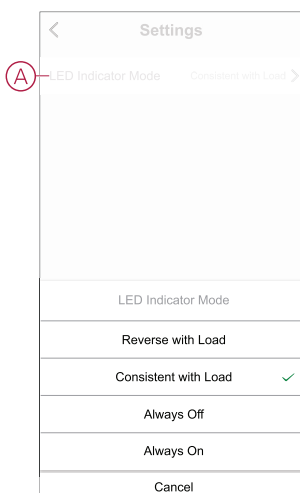 Settings
A
LED Indicator Mode Consistent with Load
LED Indicator Mode
Reverse with Load
Consistent with Load
Always Off
Always On
Cancel